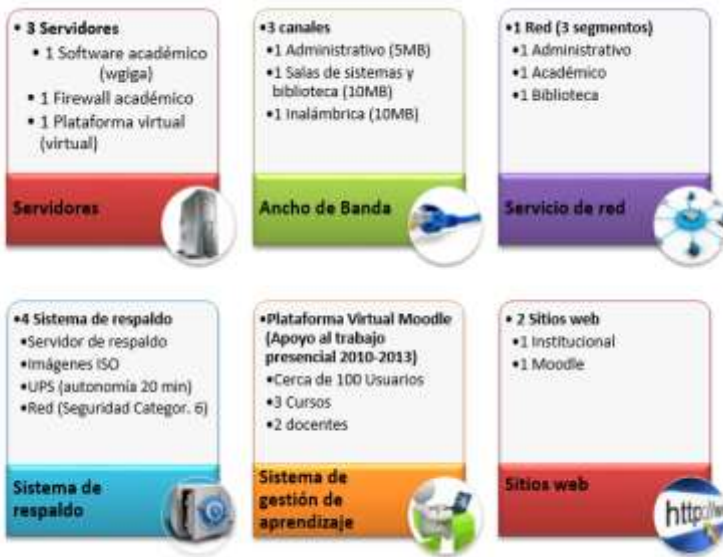 • 3 Servidores
• 1 Software académico
(wgiga)
• 1 Firewall académico
• 1 Plataforma virtual
(virtual)
Servidores
•3 canales
•1 Administrativo (5MB)
•1 Salas de sistemas y
biblioteca (10MB)
•1 Inalámbrica (10MB)
Ancho de Banda
•1 Red (3 segmentos)
•1 Administrativo
•1 Académico
•1 Biblioteca
Servicio de red
•4 Sistema de respaldo
•Servidor de respaldo
•Imágenes ISO
•UPS (autonomía 20 min)
•Red (Seguridad Categor. 6)
Sistema de
respaldo
•Plataforma Virtual Moodle
(Apoyo al trabajo
presencial 2010-2013)
•Cerca de 100 Usuarios
•3 Cursos
•2 docentes
Sistema de
gestión de
aprendizaje
• 2 Sitios web
•1 Institucional
•1 Moodle
Sitios web
http://w